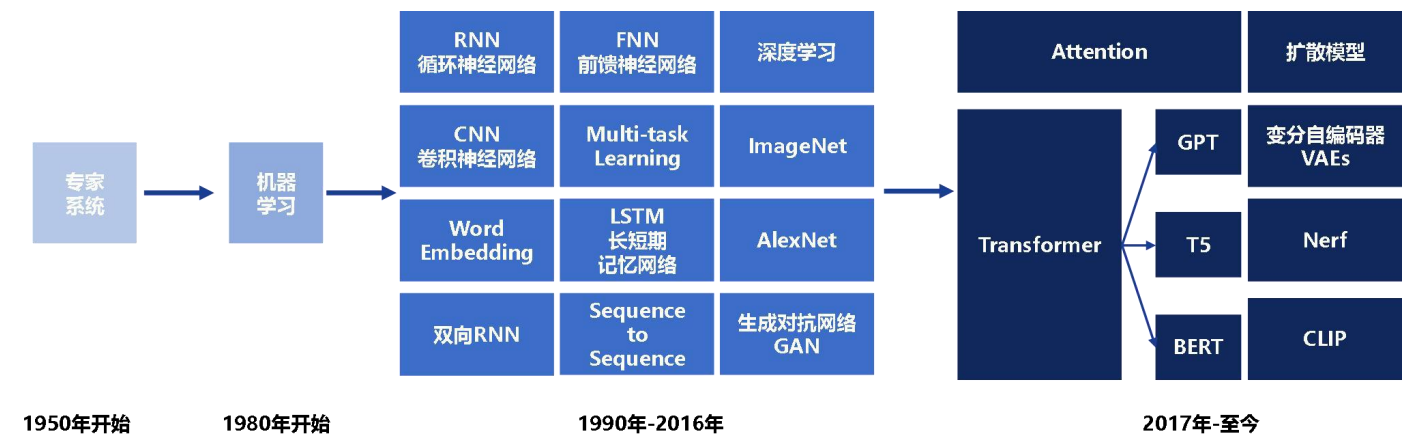 专家
系统
机器
学习
RNN
循环神经网络
FNN
前馈神经网络
深度学习
CNN
卷积神经网络
Multi-task
Learning
ImageNet
Word
Embedding
LSTM
长短期
记忆网络
AlexNet
双向RNN
Sequence
to
Sequence
生成对抗网络
GAN
Attention
扩散模型
Transformer
GPT
T5
BERT
变分自编码器
VAEs
Nerf
CLIP
1950年开始
1980年开始
1990年-2016年
2017年-至今